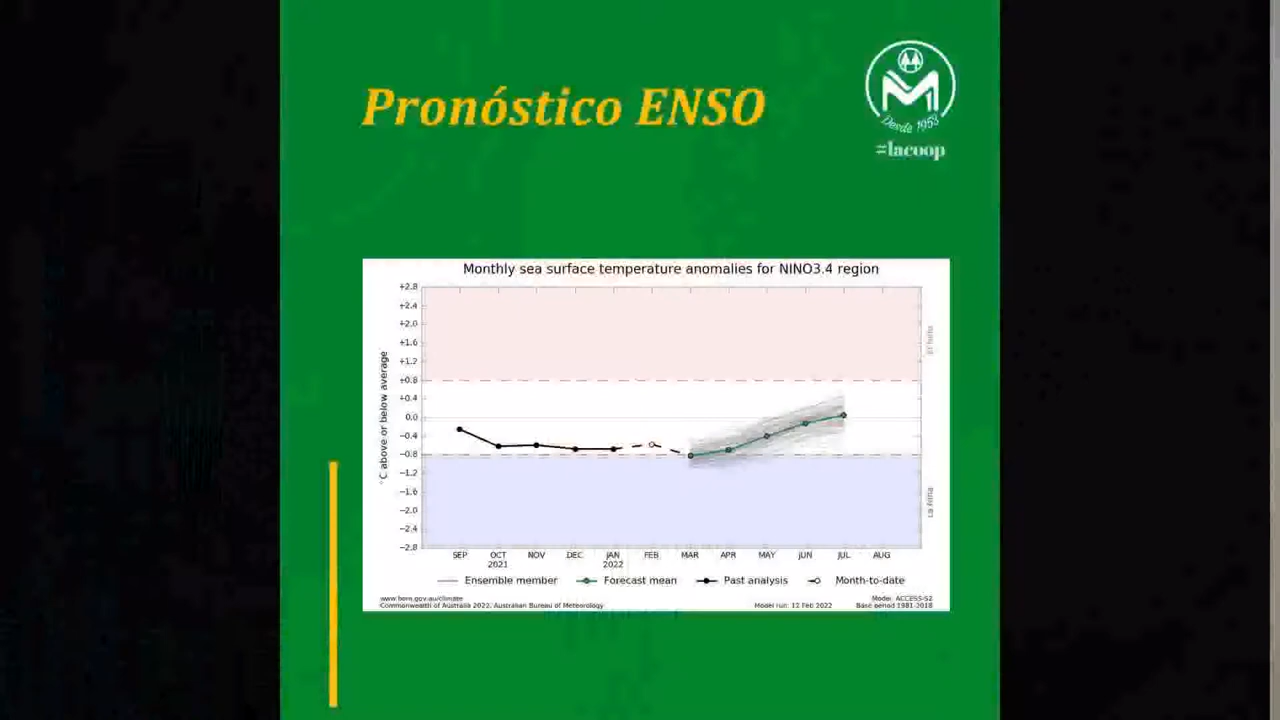 Pronóstico ENSO
Desde 1953
#lacoop
Monthly sea surface temperature anomalies for NINO3.4 region
°C above or below average
+2.8
+2.4
+2.0
+1.6
+1.2
+0.8
+0.4
0.0
−0.4
−0.8
−1.2
−1.6
−2.0
−2.4
−2.8
El Niño
La Niña
SEP OCT NOV DEC JAN FEB MAR APR MAY JUN JUL AUG
2021 2022
Ensemble member Forecast mean Past analysis Month-to-date
www.bom.gov.au/climate Model: ACCESS-S2
Commonwealth of Australia 2022, Australian Bureau of Meteorology Model run: 12 Feb 2022 Base period 1981-2018